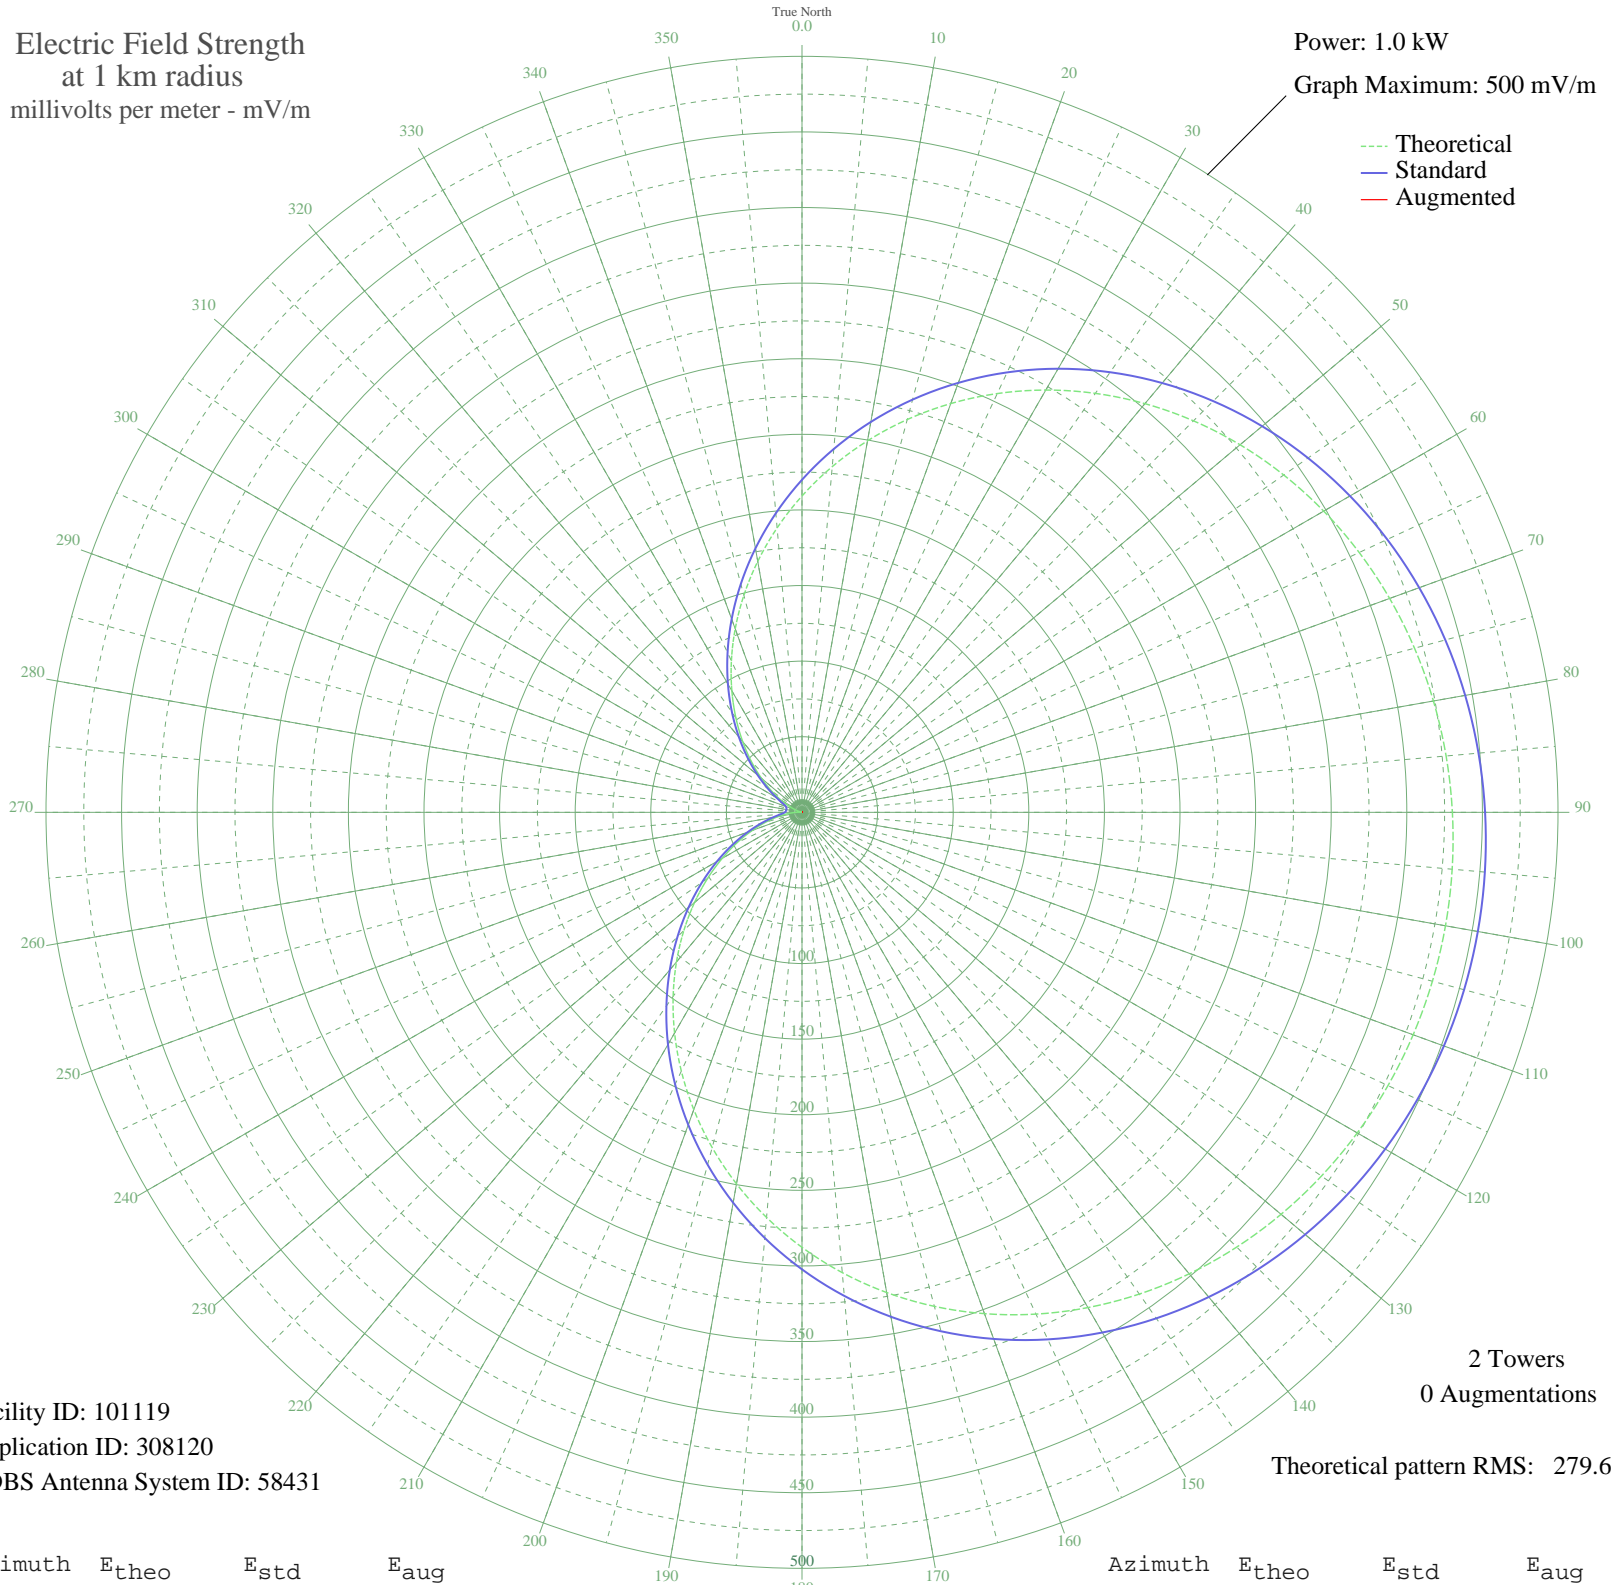 True North
0.0
Electric Field Strength
at 1 km radius
millivolts per meter - mV/m
Power: 1.0 kW
Graph Maximum: 500 mV/m
Theoretical
Standard
Augmented
350
10
340
20
330
30
320
40
310
50
300
60
290
70
280
80
270
90
260
100
250
110
240
120
230
130
220
140
210
150
200
160
190
170
100
150
200
250
300
350
400
450
500
2 Towers
0 Augmentations
Theoretical pattern RMS: 279.6
cility ID: 101119
plication ID: 308120
DBS Antenna System ID: 58431
imuth Etheo Estd Eaug
Azimuth Etheo Estd Eaug